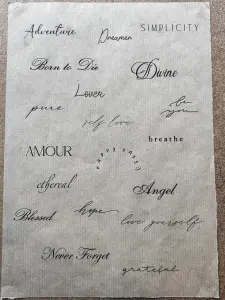 Adventure
Dreamer
SIMPLICITY
Born to Die
Divine
Lover
pure
be
you
self love
breathe
AMOUR
ethereal
Angel
Blessed
hope
love yourself
Never Forget
grateful